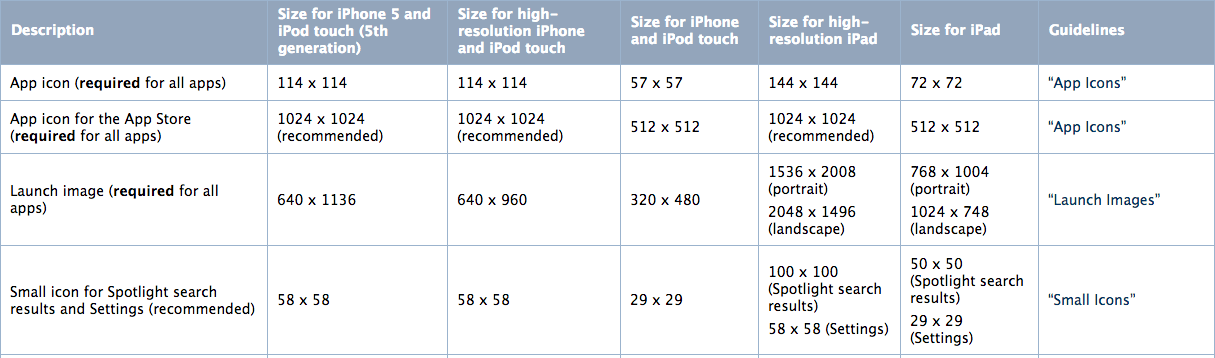 Description
Size for iPhone 5 and
iPod touch (5th
generation)
Size for high-
resolution iPhone
and iPod touch
Size for iPhone
and iPod touch
Size for high-
resolution iPad
Size for iPad
Guidelines
App icon (required for all apps)
114 x 114
114 x 114
57 x 57
144 x 144
72 x 72
“App Icons”
App icon for the App Store
(required for all apps)
1024 x 1024
(recommended)
1024 x 1024
(recommended)
512 x 512
1024 x 1024
(recommended)
512 x 512
“App Icons”
Launch image (required for all
apps)
640 x 1136
640 x 960
320 x 480
1536 x 2008
(portrait)
2048 x 1496
(landscape)
768 x 1004
(portrait)
1024 x 748
(landscape)
“Launch Images”
Small icon for Spotlight search
results and Settings (recommended)
58 x 58
58 x 58
29 x 29
100 x 100
(Spotlight search
results)
58 x 58 (Settings)
50 x 50
(Spotlight search
results)
29 x 29
(Settings)
“Small Icons”